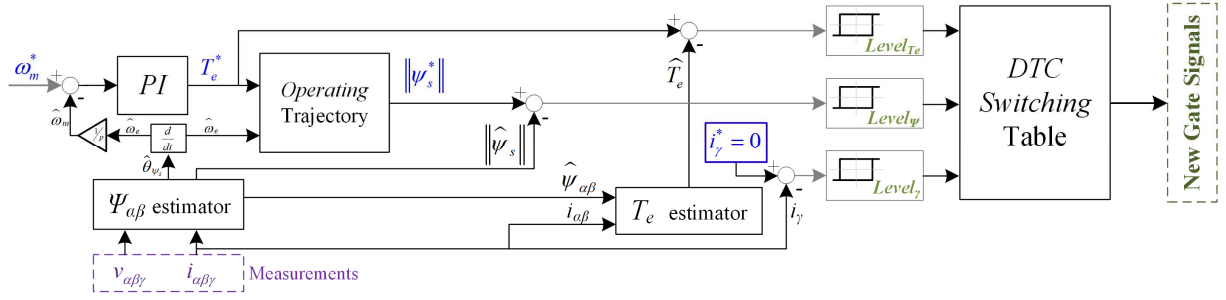 ω*m
+
-
PI
T*e
Operating
Trajectory
‖ψ*s‖
+
-
‖ψ̂s‖
+
-
T̂e
LevelTe
LevelΨ
Levelγ
DTC
Switching
Table
New Gate Signals
ω̂m
1/p
ω̂e
d/dt
ω̂e
θ̂ψs
Ψαβ estimator
ψ̂αβ
iαβ
Te estimator
i*γ = 0
+
-
iγ
vαβγ
iαβγ
Measurements